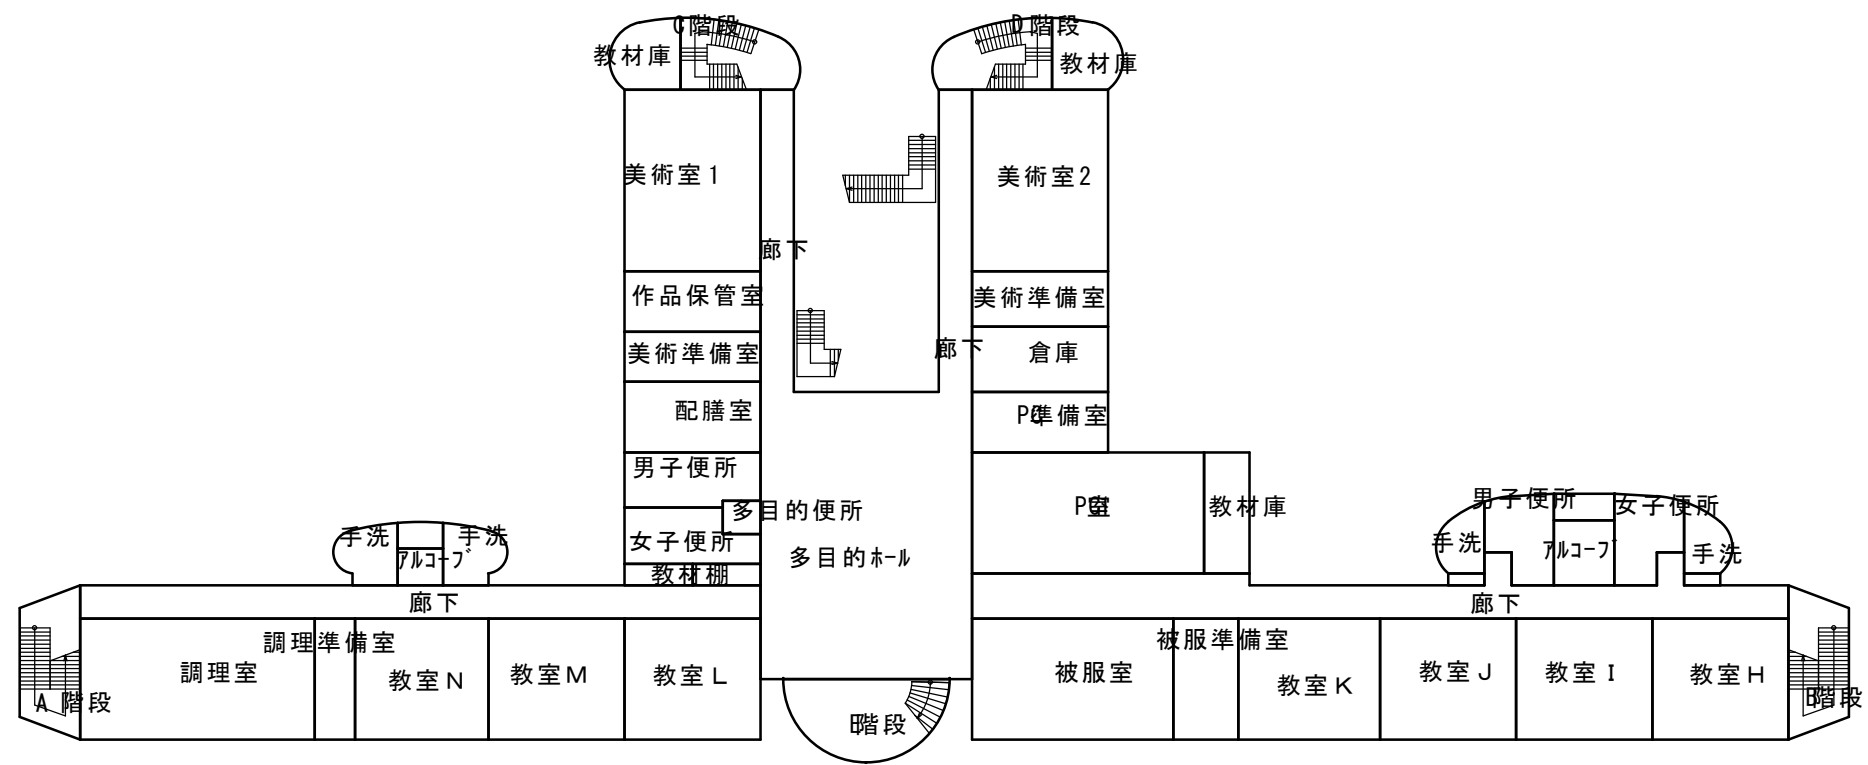 C階段
D階段
教材庫
教材庫
美術室1
美術室2
廊下
作品保管室
美術準備室
美術準備室
廊下
倉庫
配膳室
PC準備室
男子便所
多目的便所
PC室
教材庫
男子便所
女子便所
手洗
アルコーブ
手洗
女子便所
多目的ホール
手洗
アルコーブ
手洗
教材棚
廊下
廊下
調理準備室
被服準備室
調理室
教室N
教室M
教室L
被服室
教室K
教室J
教室I
教室H
A階段
E階段
B階段